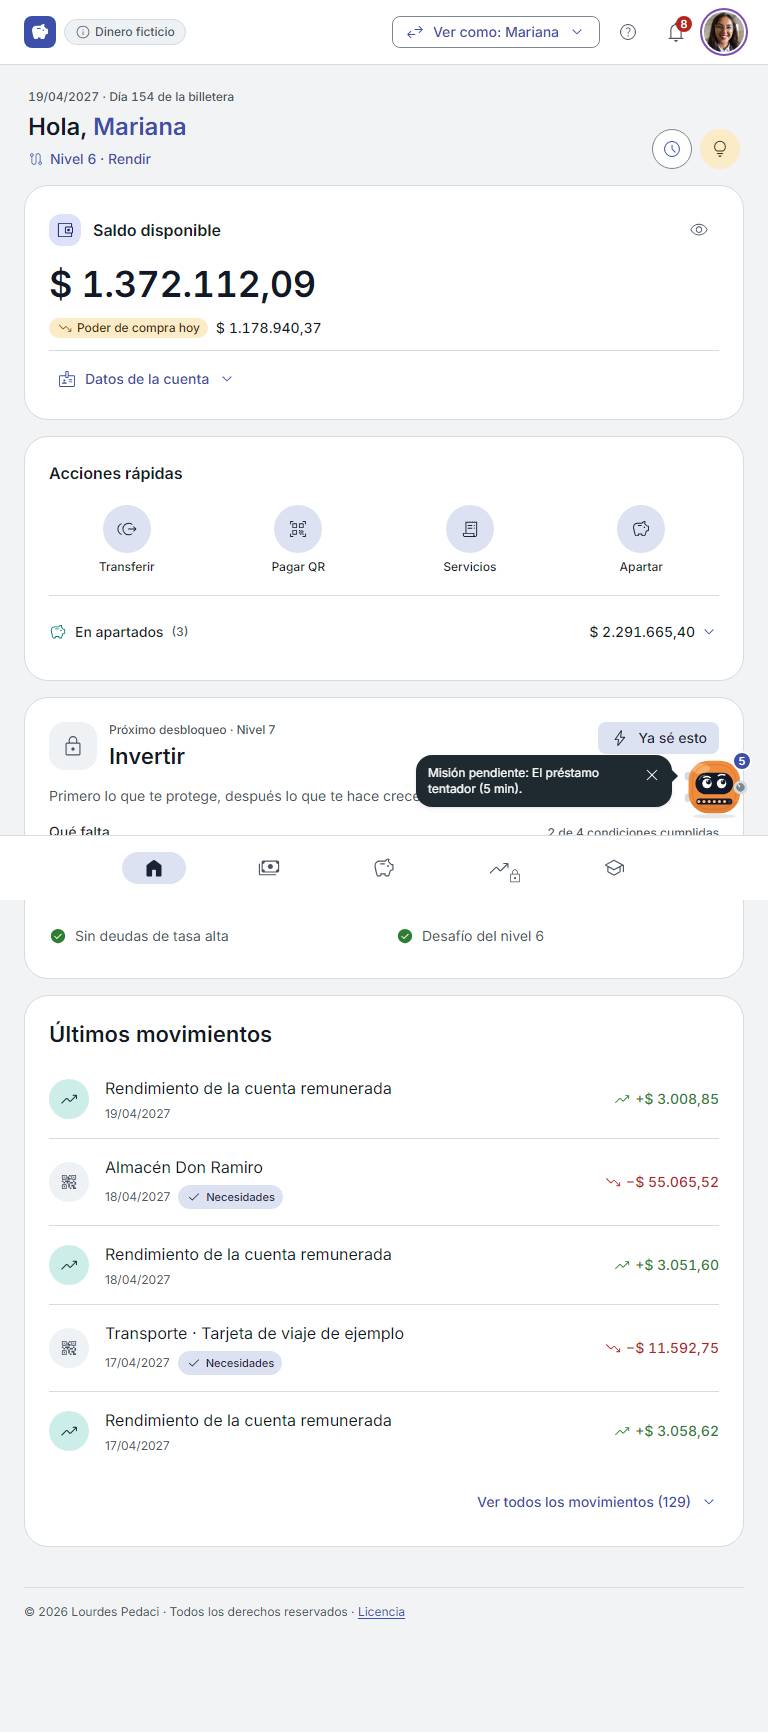 Dinero ficticio
Ver como: Mariana
8
19/04/2027 · Día 154 de la billetera
Hola, Mariana
Nivel 6 · Rendir
Saldo disponible
$ 1.372.112,09
Poder de compra hoy $ 1.178.940,37
Datos de la cuenta
Acciones rápidas
Transferir
Pagar QR
Servicios
Apartar
En apartados (3)
$ 2.291.665,40
Próximo desbloqueo · Nivel 7
Invertir
Ya sé esto
Misión pendiente: El préstamo
tentador (5 min).
5
Primero lo que te protege, después lo que te hace crece
Qué falta
2 de 4 condiciones cumplidas
Sin deudas de tasa alta
Desafío del nivel 6
Últimos movimientos
Rendimiento de la cuenta remunerada
19/04/2027
+$ 3.008,85
Almacén Don Ramiro
18/04/2027 Necesidades
−$ 55.065,52
Rendimiento de la cuenta remunerada
18/04/2027
+$ 3.051,60
Transporte · Tarjeta de viaje de ejemplo
17/04/2027 Necesidades
−$ 11.592,75
Rendimiento de la cuenta remunerada
17/04/2027
+$ 3.058,62
Ver todos los movimientos (129)
© 2026 Lourdes Pedaci · Todos los derechos reservados · Licencia